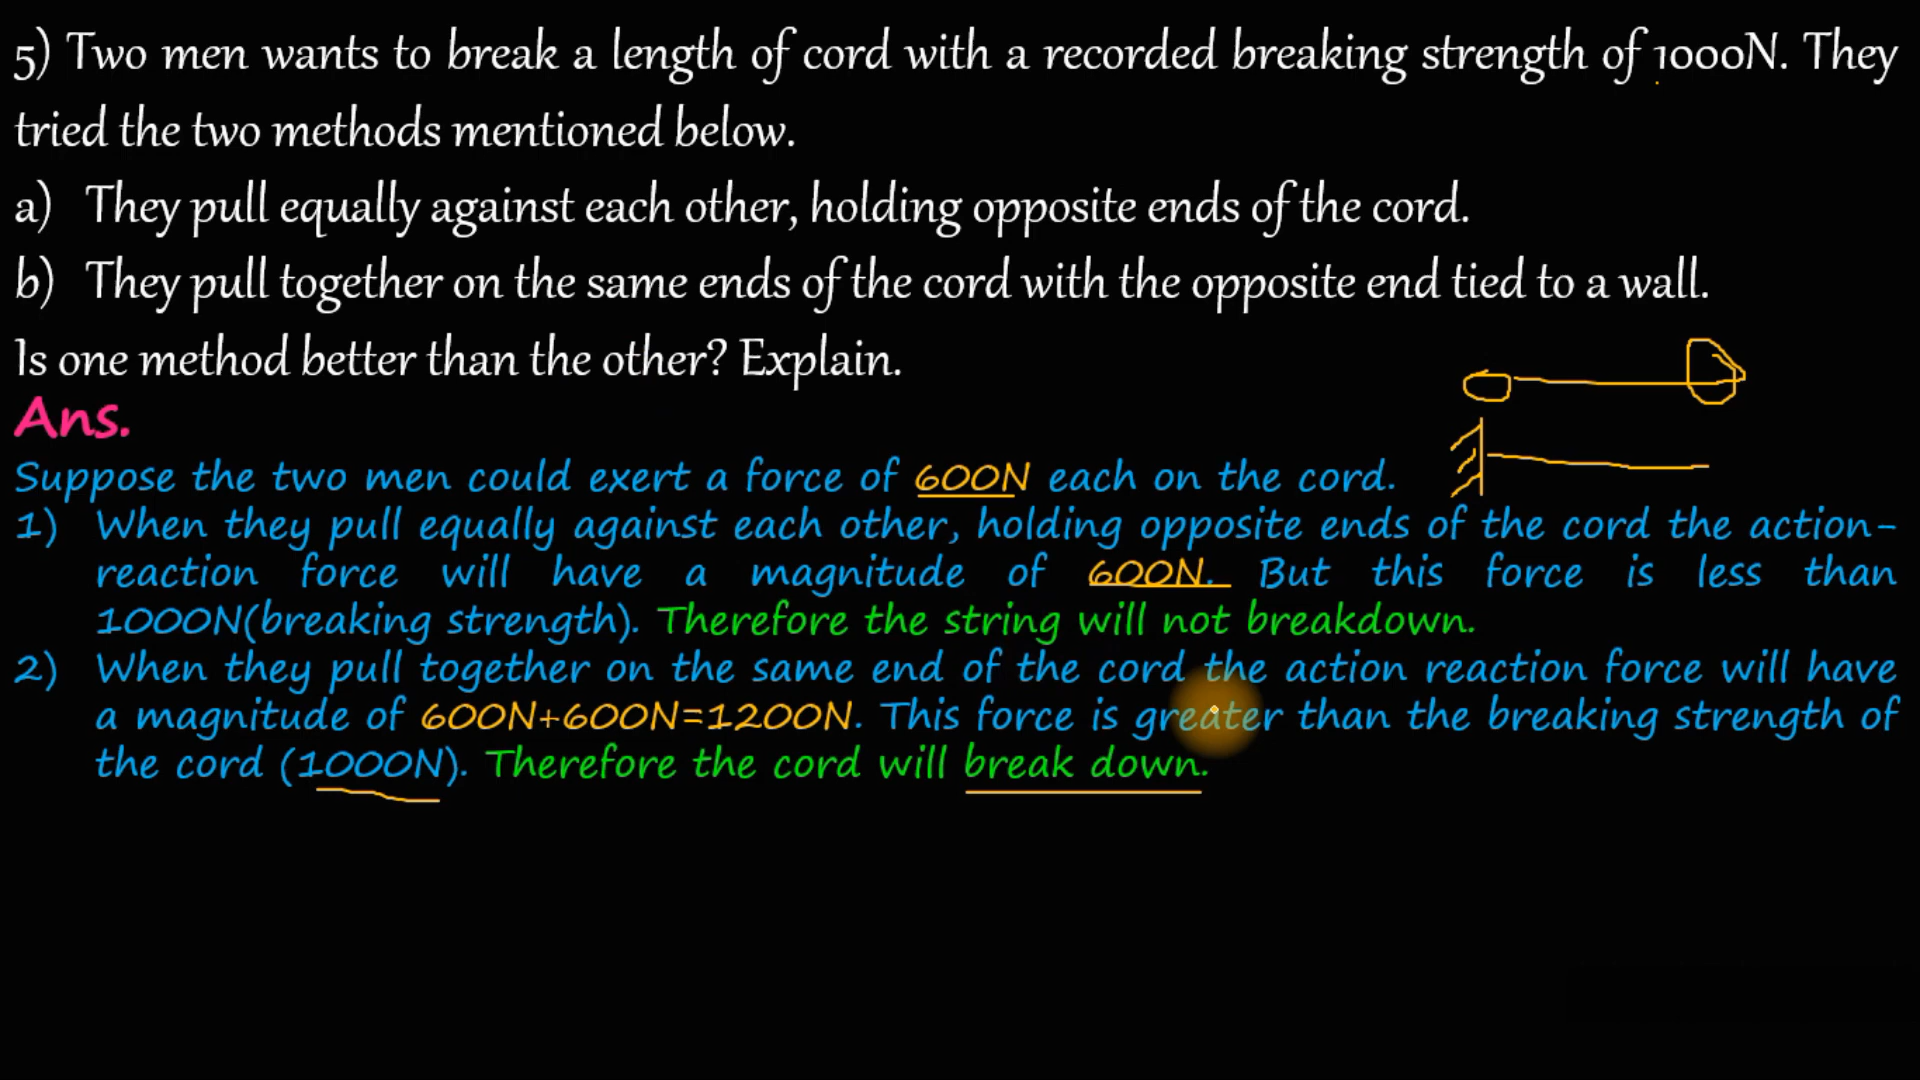 5) Two men wants to break a length of cord with a recorded breaking strength of 1000N. They
tried the two methods mentioned below.
a) They pull equally against each other, holding opposite ends of the cord.
b) They pull together on the same ends of the cord with the opposite end tied to a wall.
Is one method better than the other? Explain.
Ans.
Suppose the two men could exert a force of 600N each on the cord.
1) When they pull equally against each other, holding opposite ends of the cord the action-
reaction force will have a magnitude of 600N. But this force is less than
1000N(breaking strength). Therefore the string will not breakdown.
2) When they pull together on the same end of the cord the action reaction force will have
a magnitude of 600N+600N=1200N. This force is greater than the breaking strength of
the cord (1000N). Therefore the cord will break down.